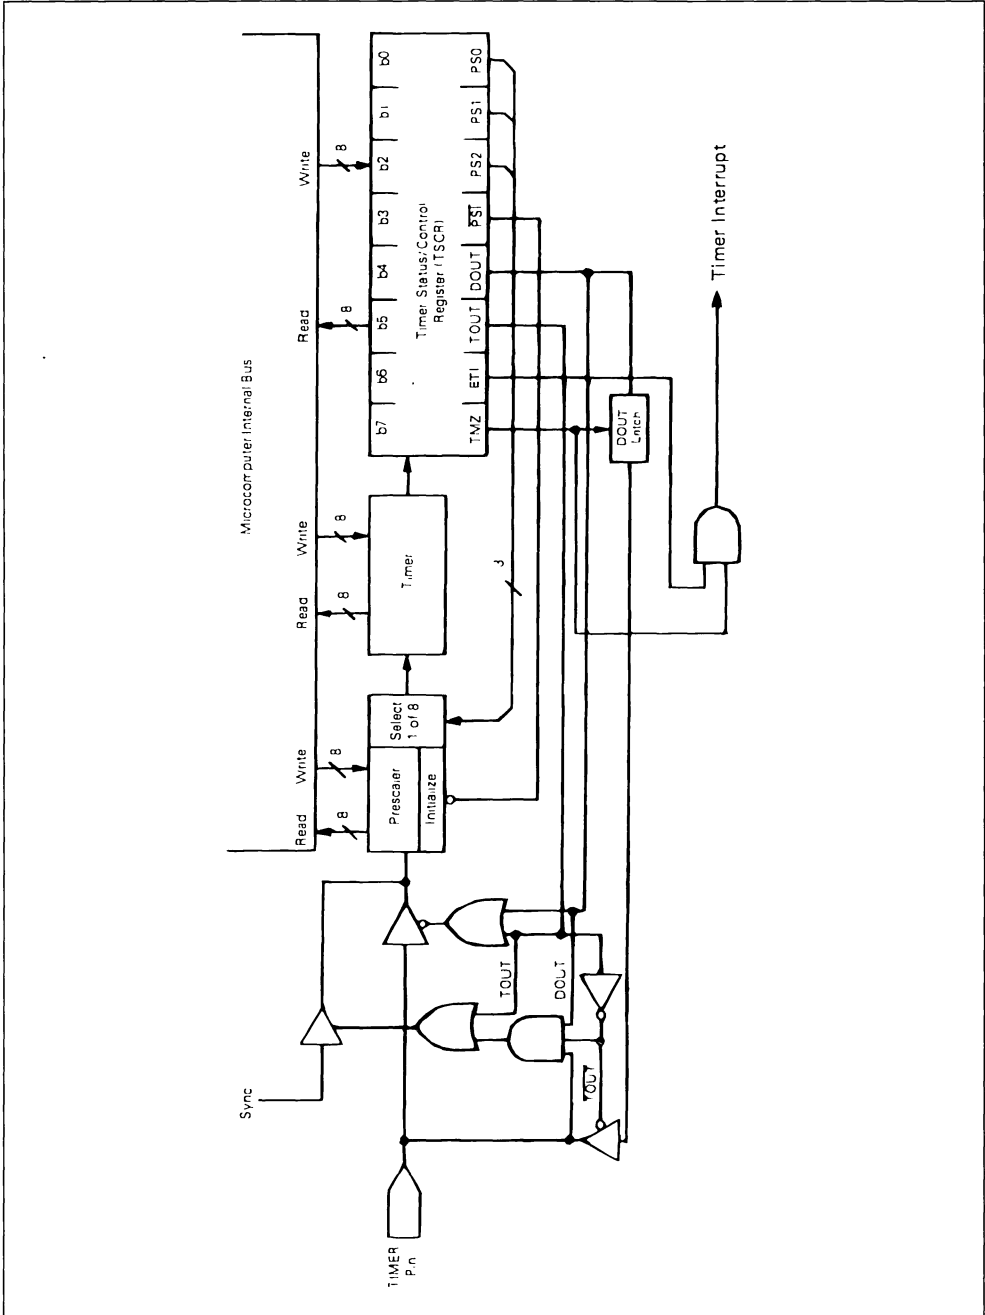 Microcomputer Internal Bus
Read
Write
Read
Write
Read
Write
8
8
8
8
8
8
Sync
TIMER
Pin
Prescaler
Initialize
Select
1 of 8
Timer
b7
b6
b5
b4
b3
b2
b1
b0
Timer Status/Control
Register (TSCR)
TMZ
ETI
TOUT
DOUT
PSI
PS2
PS1
PS0
3
TOUT
DOUT
TOUT
DOUT
Latch
Timer Interrupt